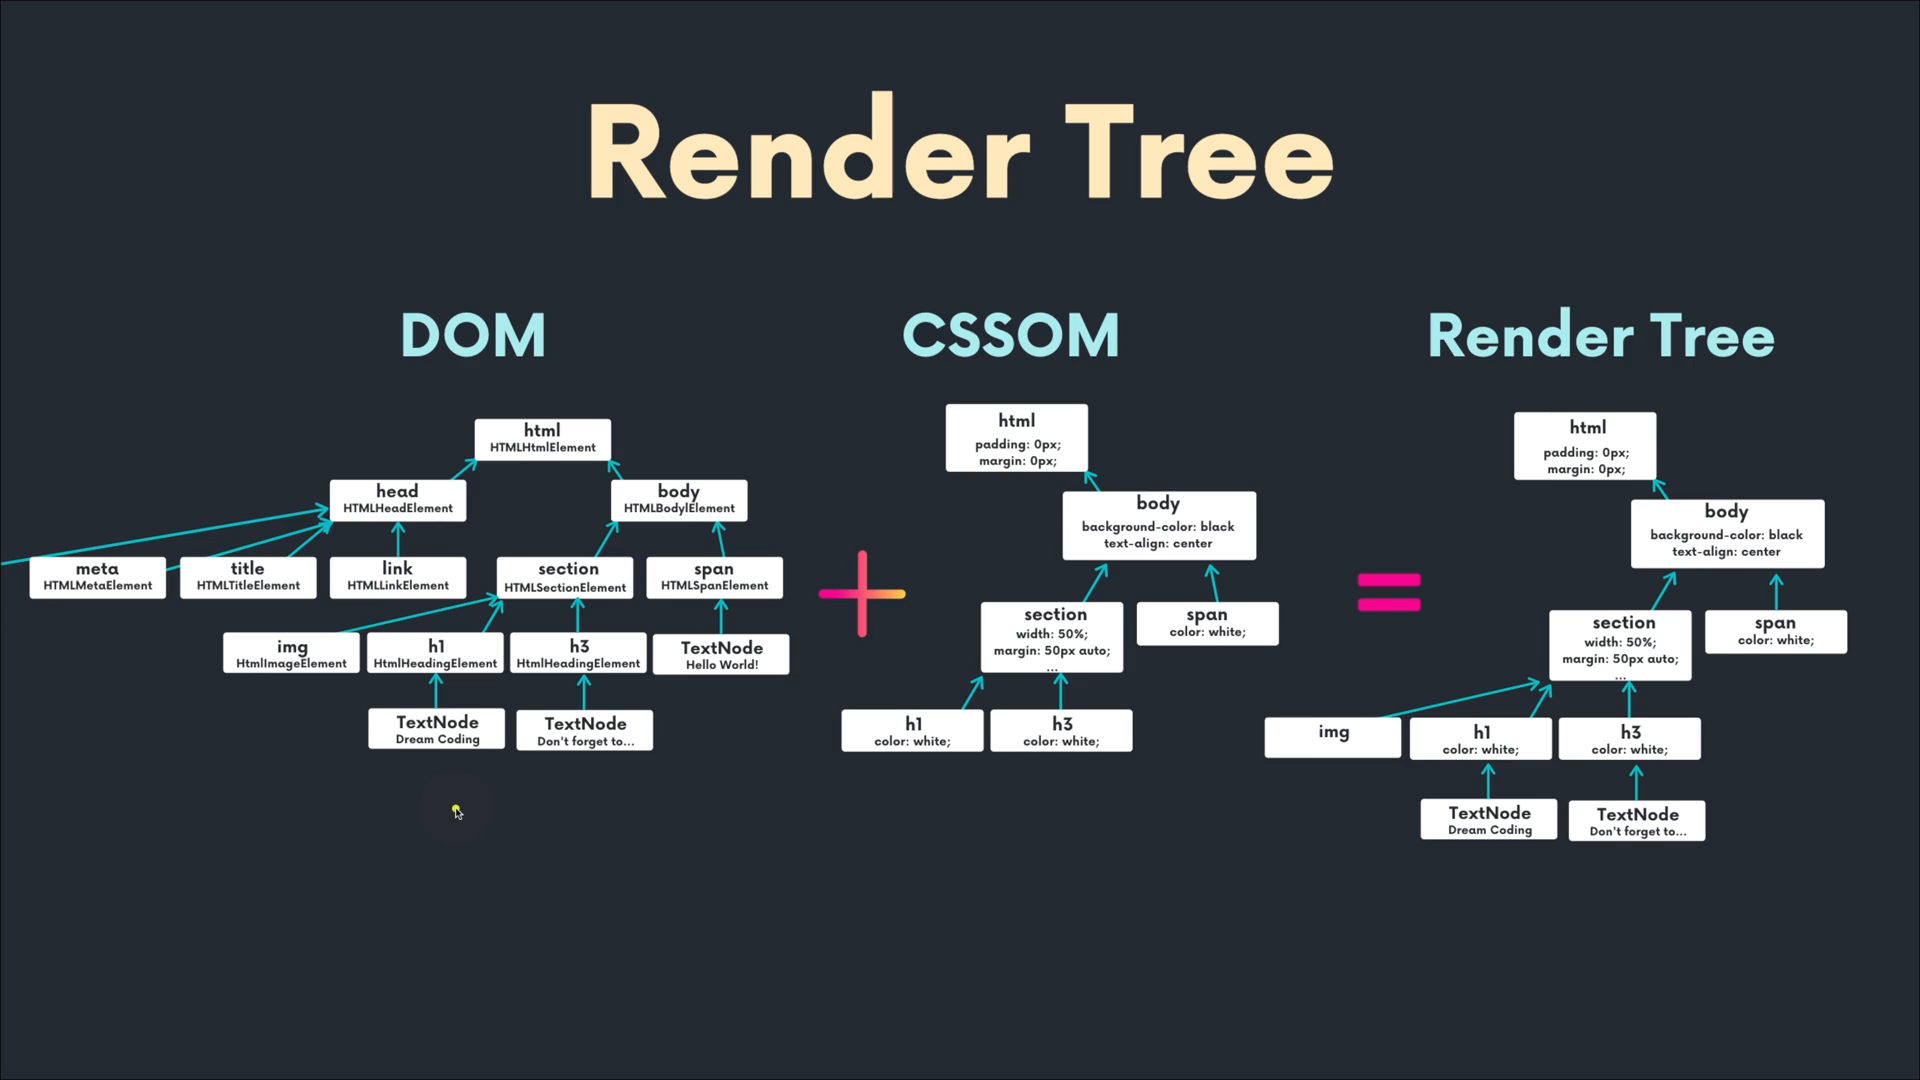 Render Tree
DOM
html
HTMLHtmlElement
head
HTMLHeadElement
body
HTMLBodylElement
meta
HTMLMetaElement
title
HTMLTitleElement
link
HTMLLinkElement
section
HTMLSectionElement
span
HTMLSpanElement
img
HtmlImageElement
h1
HtmlHeadingElement
h3
HtmlHeadingElement
TextNode
Hello World!
TextNode
Dream Coding
TextNode
Don't forget to...
+
CSSOM
html
padding: 0px;
margin: 0px;
body
background-color: black
text-align: center
section
width: 50%;
margin: 50px auto;
...
span
color: white;
h1
color: white;
h3
color: white;
=
Render Tree
html
padding: 0px;
margin: 0px;
body
background-color: black
text-align: center
section
width: 50%;
margin: 50px auto;
...
span
color: white;
img
h1
color: white;
h3
color: white;
TextNode
Dream Coding
TextNode
Don't forget to...